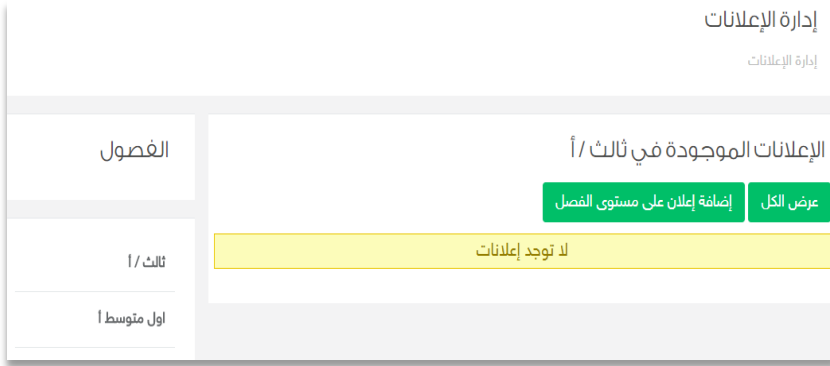 إدارة الإعلانات
إدارة الإعلانات
الإعلانات الموجودة في ثالث / أ
عرض الكل
إضافة إعلان على مستوى الفصل
لا توجد إعلانات
الفصول
ثالث / أ
اول متوسط أ